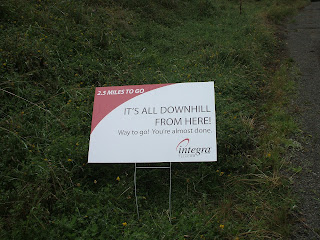 2.5 MILES TO GO
IT'S ALL DOWNHILL
FROM HERE!
Way to go! You're almost done.
integra